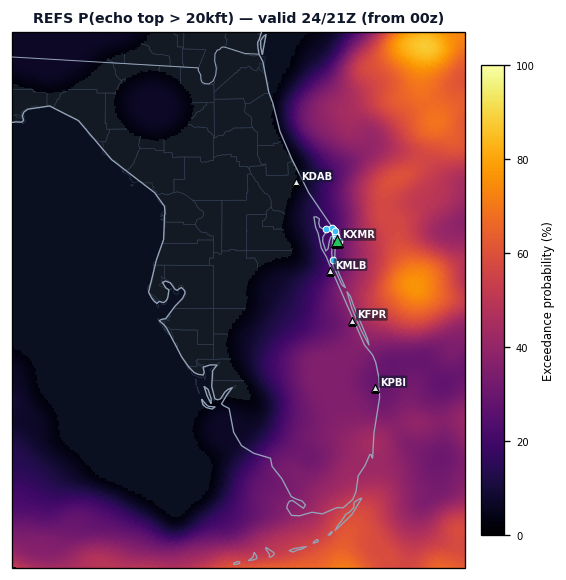 REFS P(echo top > 20kft) — valid 24/21Z (from 00z)
KDAB
KXMR
KMLB
KFPR
KPBI
100
80
60
40
20
0
Exceedance probability (%)